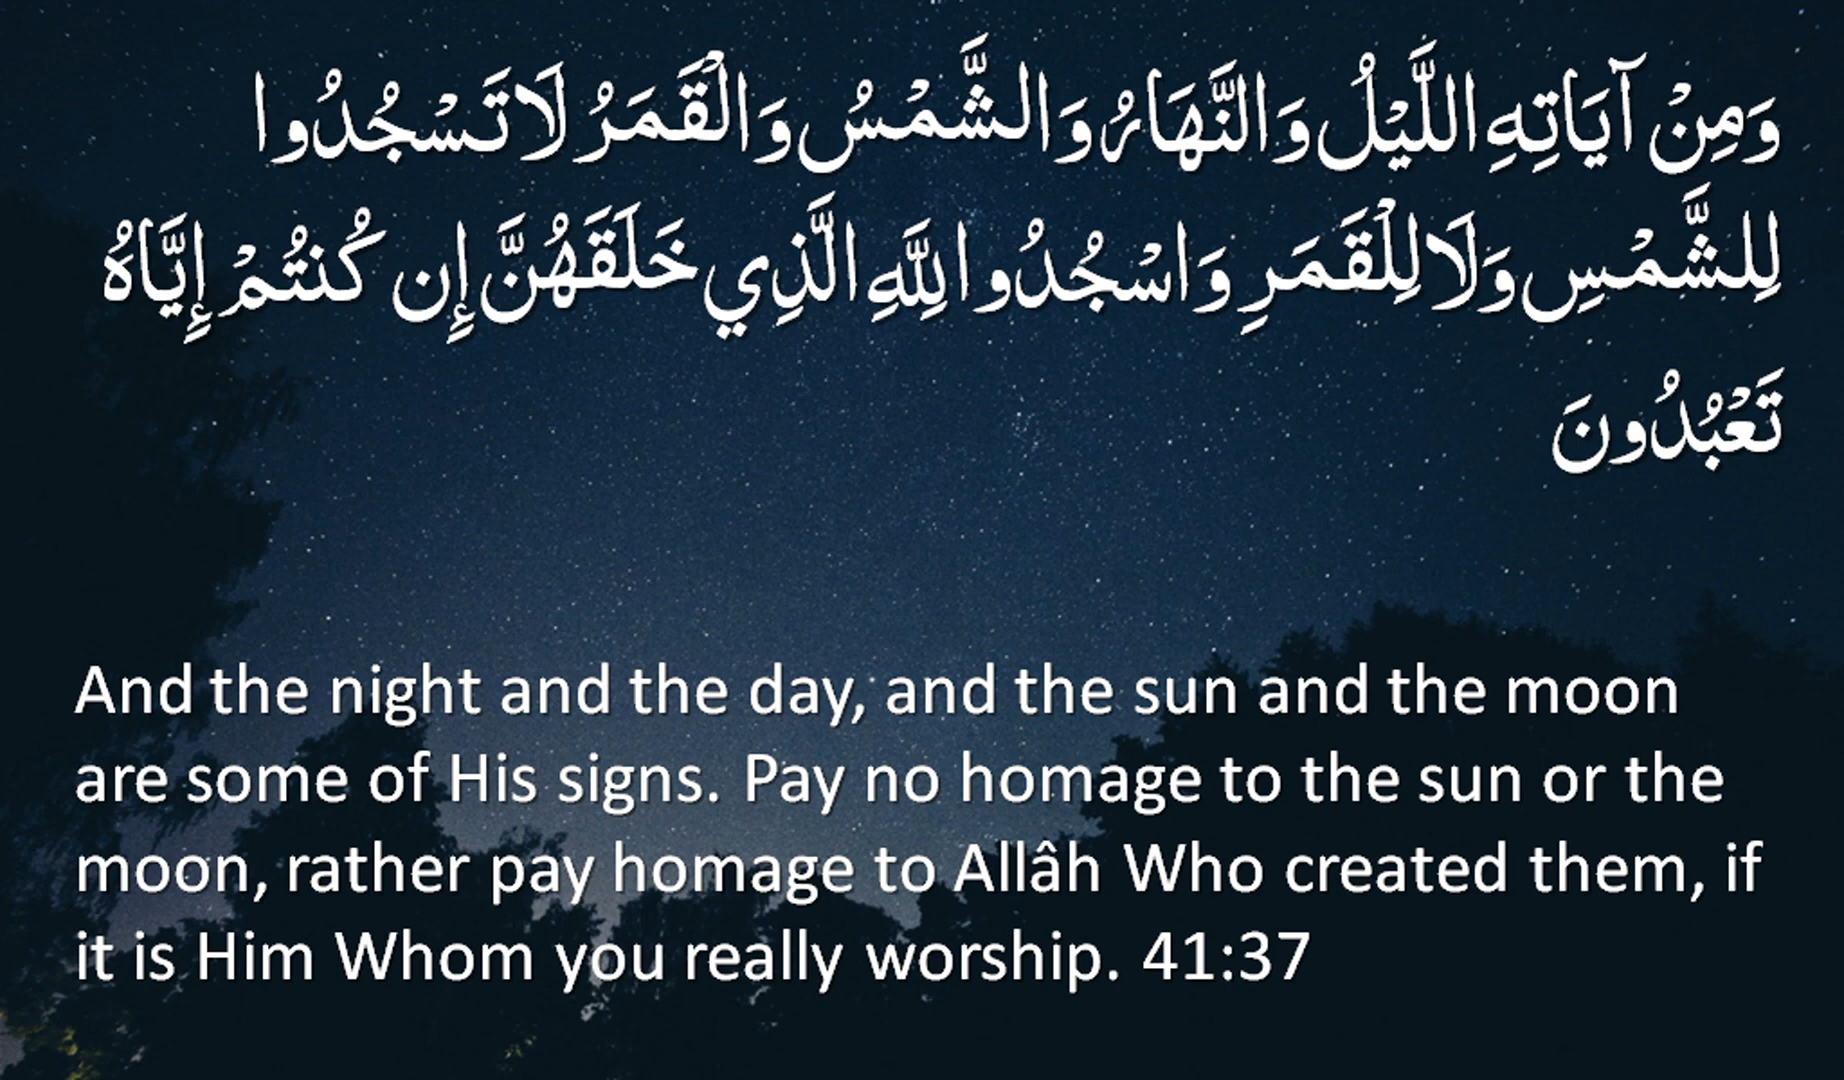 وَمِنْ آيَاتِهِ اللَّيْلُ وَالنَّهَارُ وَالشَّمْسُ وَالْقَمَرُ لَا تَسْجُدُوا
لِلشَّمْسِ وَلَا لِلْقَمَرِ وَاسْجُدُوا لِلَّهِ الَّذِي خَلَقَهُنَّ إِن كُنتُمْ إِيَّاهُ
تَعْبُدُونَ
And the night and the day, and the sun and the moon
are some of His signs. Pay no homage to the sun or the
moon, rather pay homage to Allâh Who created them, if
it is Him Whom you really worship. 41:37